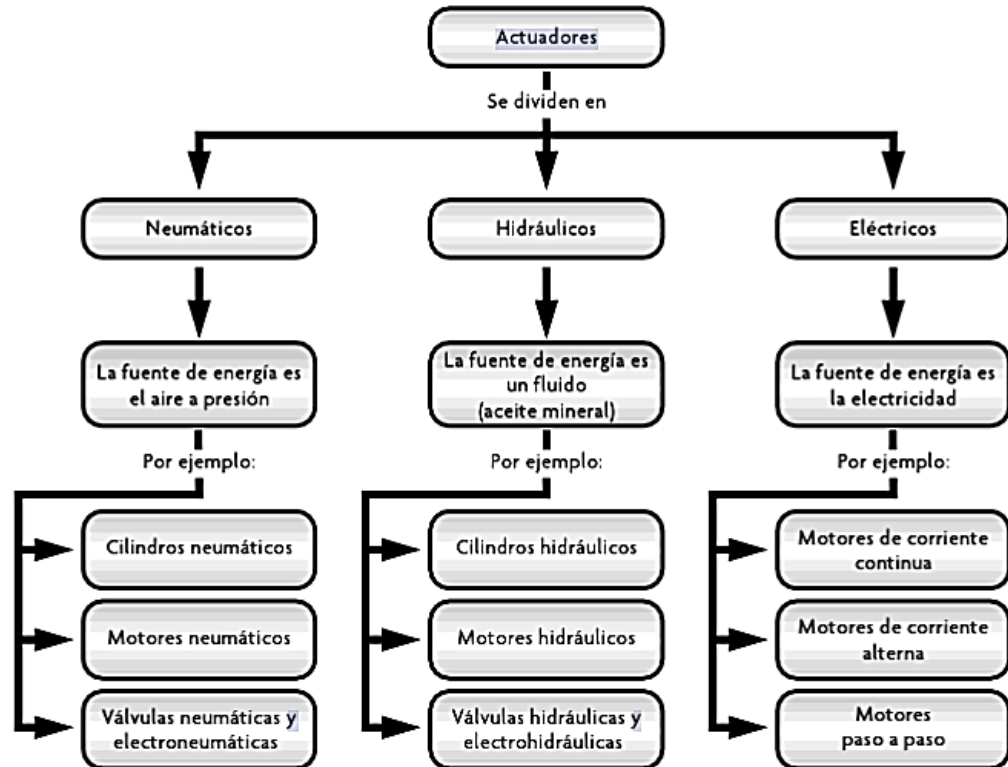 Actuadores
Se dividen en
Neumáticos
Hidráulicos
Eléctricos
La fuente de energía es
el aire a presión
La fuente de energía es
un fluido
(aceite mineral)
La fuente de energía es
la electricidad
Por ejemplo:
Por ejemplo:
Por ejemplo:
Cilindros neumáticos
Motores neumáticos
Válvulas neumáticas y
electroneumáticas
Cilindros hidráulicos
Motores hidráulicos
Válvulas hidráulicas y
electrohidráulicas
Motores de corriente
continua
Motores de corriente
alterna
Motores
paso a paso